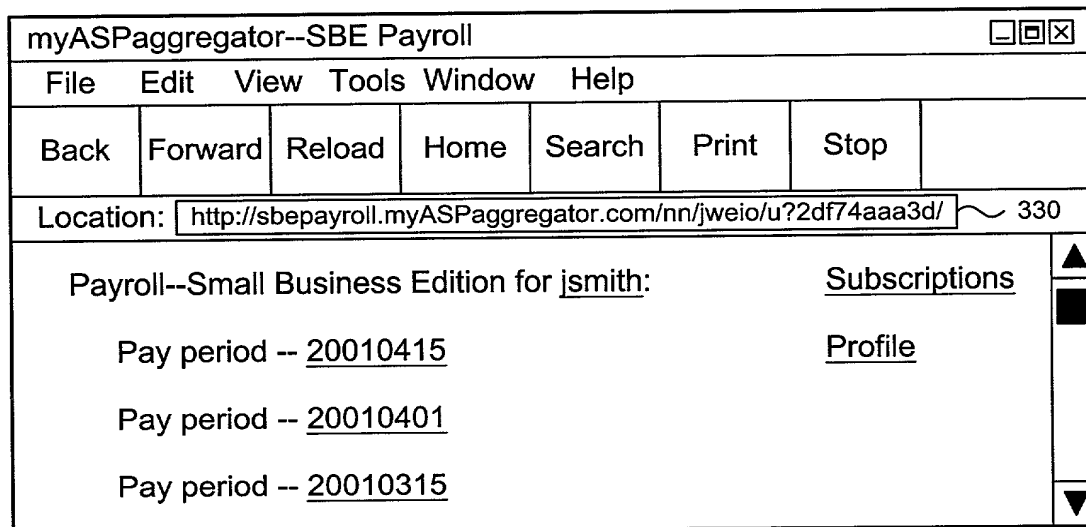 myASPaggregator--SBE Payroll
File Edit View Tools Window Help
Back Forward Reload Home Search Print Stop
Location: http://sbepayroll.myASPaggregator.com/nn/jweio/u?2df74aaa3d/ 330
Payroll--Small Business Edition for jsmith: Subscriptions
Pay period -- 20010415 Profile
Pay period -- 20010401
Pay period -- 20010315